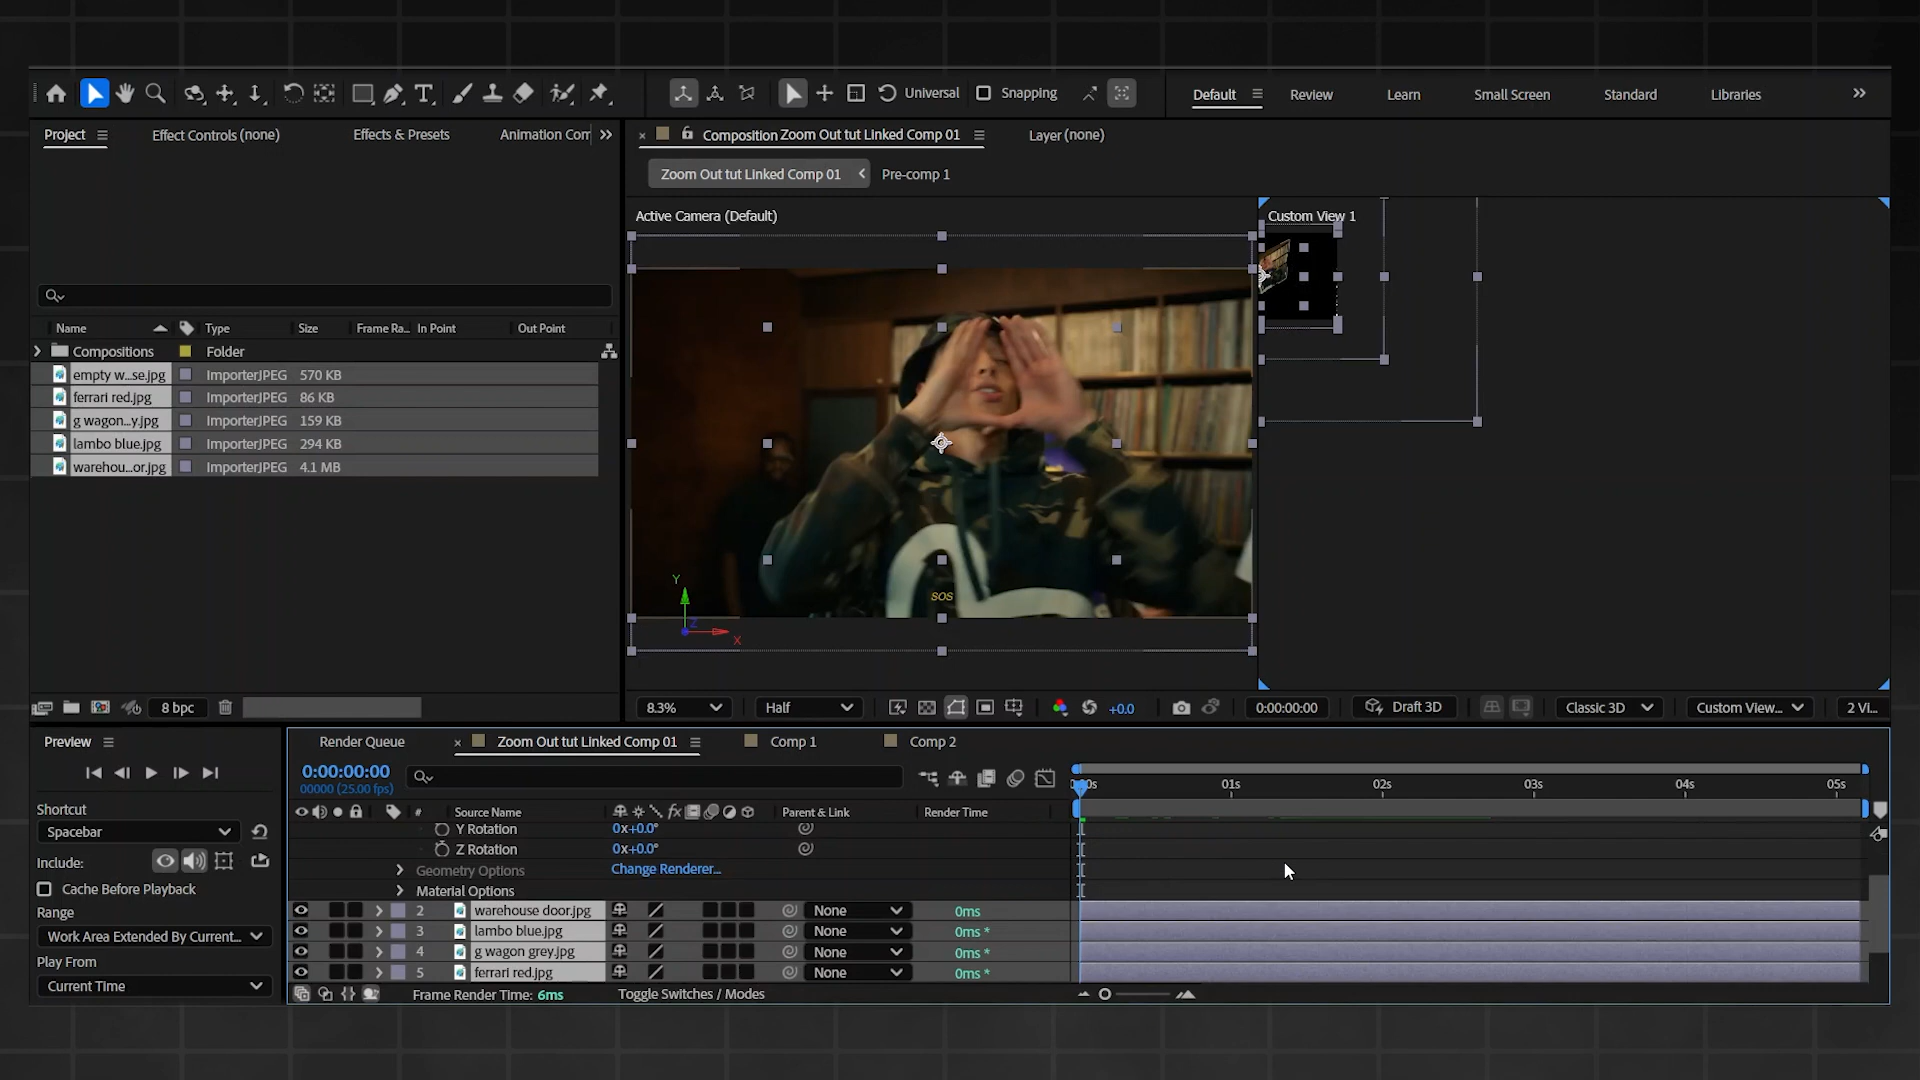 Universal
Snapping
Default
Review
Learn
Small Screen
Standard
Libraries
Project
Effect Controls (none)
Effects & Presets
Animation Con
Composition Zoom Out tut Linked Comp 01
Layer (none)
Zoom Out tut Linked Comp 01
Pre-comp 1
Active Camera (Default)
Custom View 1
Name
Type
Size
Frame Ra...
In Point
Out Point
Compositions
Folder
empty w...se.jpg
ImporterJPEG
570 KB
ferrari red.jpg
ImporterJPEG
86 KB
g wagon...y.jpg
ImporterJPEG
159 KB
lambo blue.jpg
ImporterJPEG
294 KB
warehou...or.jpg
ImporterJPEG
4.1 MB
SOS
Y
Z
X
8 bpc
8.3%
Half
+0.0
0:00:00:00
Draft 3D
Classic 3D
Custom View...
2 Vi...
Preview
Render Queue
Zoom Out tut Linked Comp 01
Comp 1
Comp 2
0:00:00:00
00000 (25.00 fps)
01s
02s
03s
04s
05s
Shortcut
Spacebar
Include:
Cache Before Playback
Range
Work Area Extended By Current...
Play From
Current Time
#
Source Name
Parent & Link
Render Time
Y Rotation
0x+0.0°
Z Rotation
0x+0.0°
Geometry Options
Change Renderer...
Material Options
2
warehouse door.jpg
None
0ms
3
lambo blue.jpg
None
0ms *
4
g wagon grey.jpg
None
0ms *
5
ferrari red.jpg
None
0ms *
Frame Render Time: 6ms
Toggle Switches / Modes